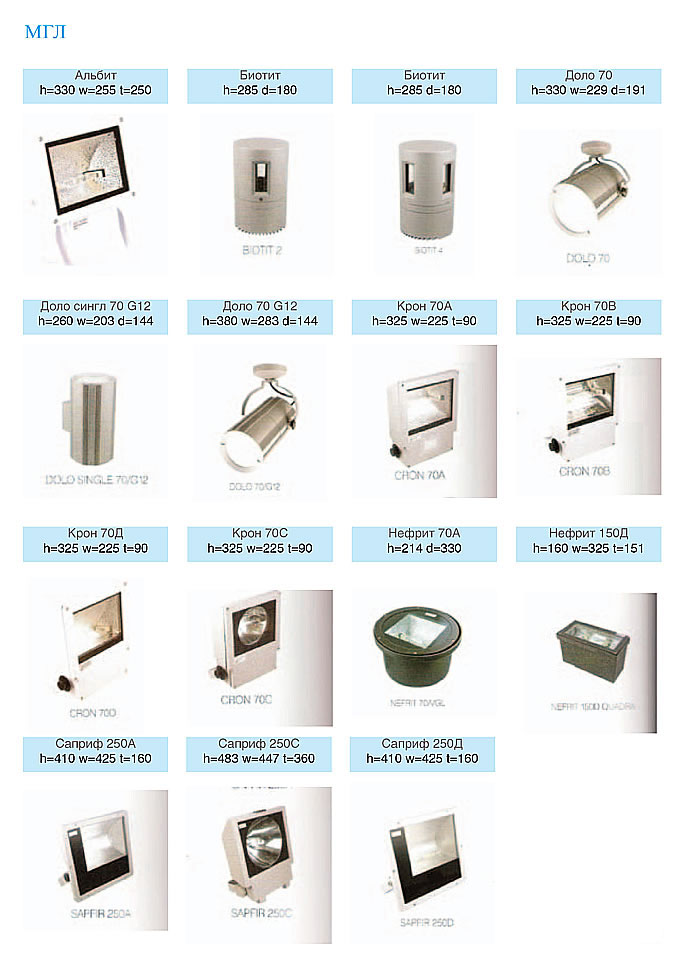 МГЛ
Альбит
h=330 w=255 t=250
Биотит
h=285 d=180
Биотит
h=285 d=180
Доло 70
h=330 w=229 d=191
BIOTIT 2
BIOTIT 4
DOLO 70
Доло сингл 70 G12
h=260 w=203 d=144
Доло 70 G12
h=380 w=283 d=144
Крон 70А
h=325 w=225 t=90
Крон 70В
h=325 w=225 t=90
DOLO SINGLE 70/G12
DOLO 70/G12
CRON 70A
CRON 70B
Крон 70Д
h=325 w=225 t=90
Крон 70С
h=325 w=225 t=90
Нефрит 70А
h=214 d=330
Нефрит 150Д
h=160 w=325 t=151
CRON 70D
CRON 70C
NEFRIT 70A/GL
NEFRIT 150D QUADRA
Саприф 250А
h=410 w=425 t=160
Саприф 250С
h=483 w=447 t=360
Саприф 250Д
h=410 w=425 t=160
SAPFIR 250A
SAPFIR 250C
SAPFIR 250D